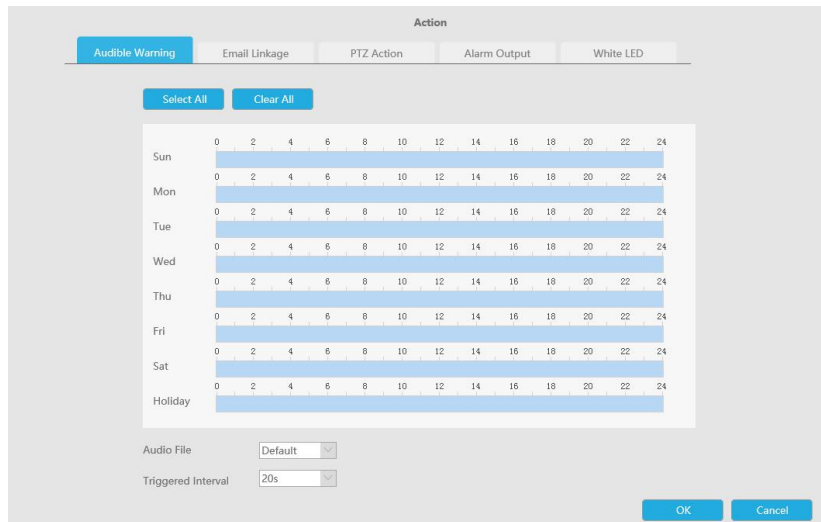 Action
Audible Warning Email Linkage PTZ Action Alarm Output White LED
Select All Clear All
0 2 4 6 8 10 12 14 16 18 20 22 24
Sun
0 2 4 6 8 10 12 14 16 18 20 22 24
Mon
0 2 4 6 8 10 12 14 16 18 20 22 24
Tue
0 2 4 6 8 10 12 14 16 18 20 22 24
Wed
0 2 4 6 8 10 12 14 16 18 20 22 24
Thu
0 2 4 6 8 10 12 14 16 18 20 22 24
Fri
0 2 4 6 8 10 12 14 16 18 20 22 24
Sat
0 2 4 6 8 10 12 14 16 18 20 22 24
Holiday
Audio File Default
Triggered Interval 20s
OK Cancel